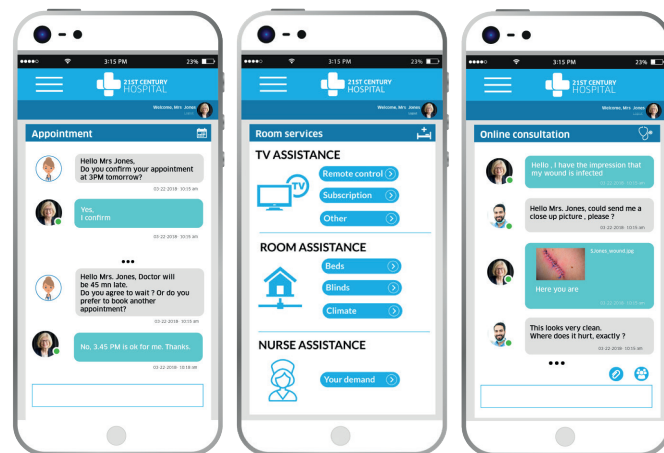 3:15 PM
23%
21ST CENTURY
HOSPITAL
Welcome, Mrs Jones
Appointment
Hello Mrs Jones,
Do you confirm your appointment
at 3PM tomorrow?
03-22-2018 10:15 am
Yes,
I confirm
03-22-2018 10:15 am
•••
Hello Mrs. Jones, Doctor will
be 45 mn late.
Do you agree to wait ? Or do you
prefer to book another
appointment?
03-22-2018 10:15 am
No. 3.45 PM is ok for me. Thanks.
03-22-2018- 10:18 am
3:15 PM
23%
21ST CENTURY
HOSPITAL
Welcome, Mrs Jones
Room services
TV ASSISTANCE
TV
Remote control
Subscription
Other
ROOM ASSISTANCE
Beds
Blinds
Climate
NURSE ASSISTANCE
Your demand
3:15 PM
23%
21ST CENTURY
HOSPITAL
Welcome, Mrs Jones
Online consultation
Hello , I have the impression that
my wound is infected
03-22-2018 10:15 am
Hello Mrs. Jones, could send me a
close up picture , please ?
03-22-2018 10:15 am
SJones_wound.jpg
Here you are
03-22-2018 10:15 am
This looks very clean.
Where does it hurt, exactly ?
03-22-2018 10:15 am
•••